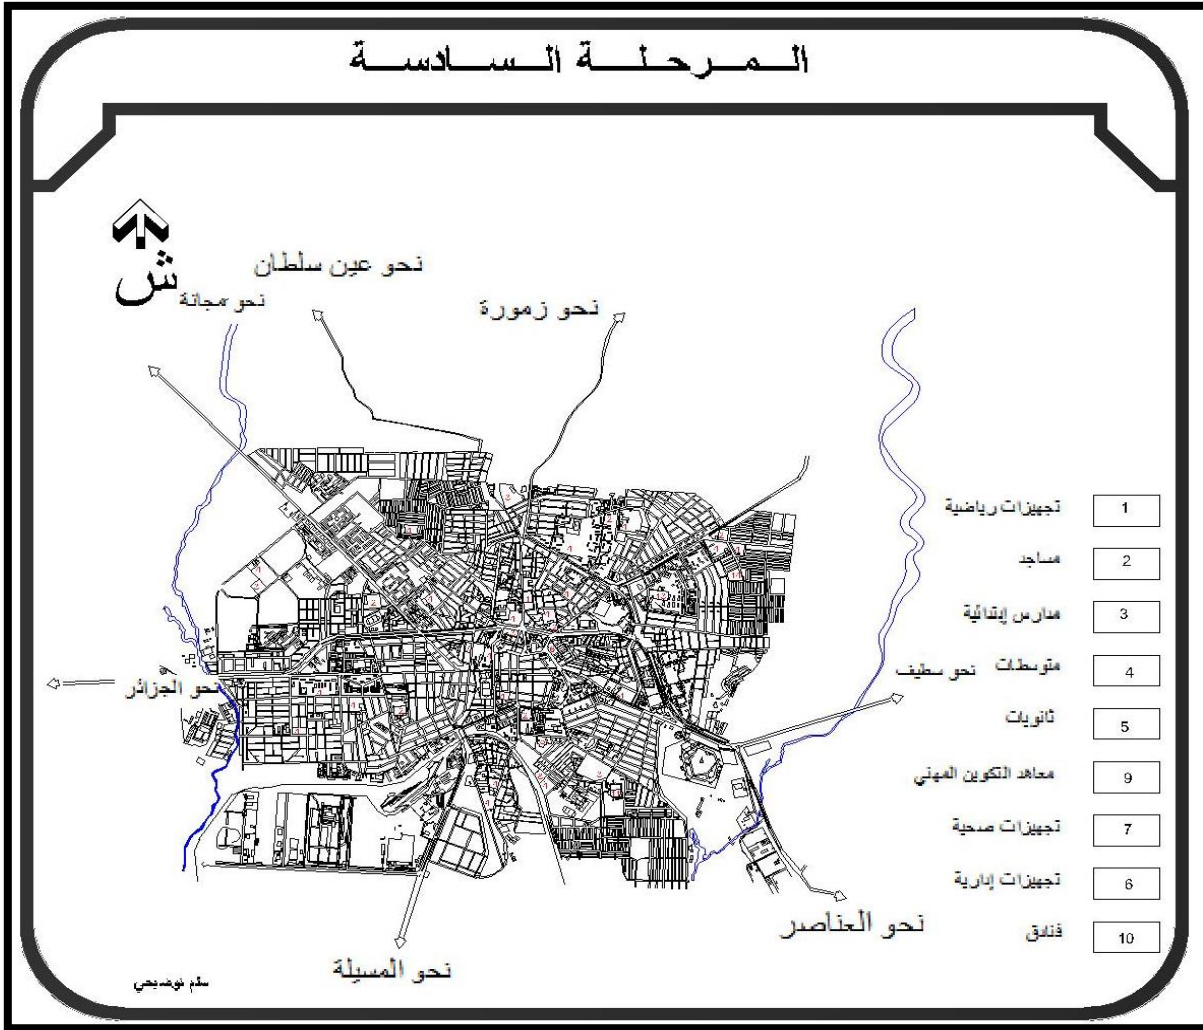 الـمـرحـلـة الـسـادسـة
ش
نحو عين سلطان
نحو مجانة
نحو زمورة
تجهيزات رياضية 1
مساجد 2
مدارس إبتدائية 3
متوسطات 4
نحو سطيف
نحو الجزائر
ثانويات 5
معاهد التكوين المهني 9
تجهيزات صحية 7
تجهيزات إدارية 6
فنادق 10
نحو العناصر
نحو المسيلة
سلم توضيحي